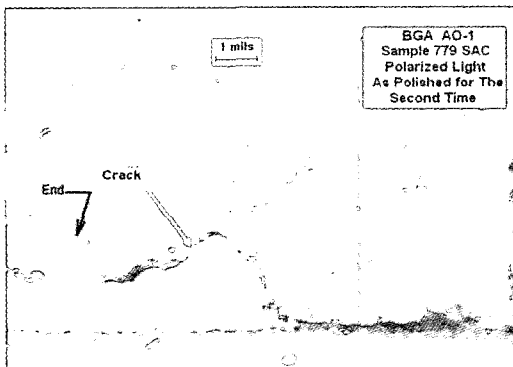 1 mils
BGA AO-1
Sample 779 SAC
Polarized Light
As Polished for The
Second Time
Crack
End